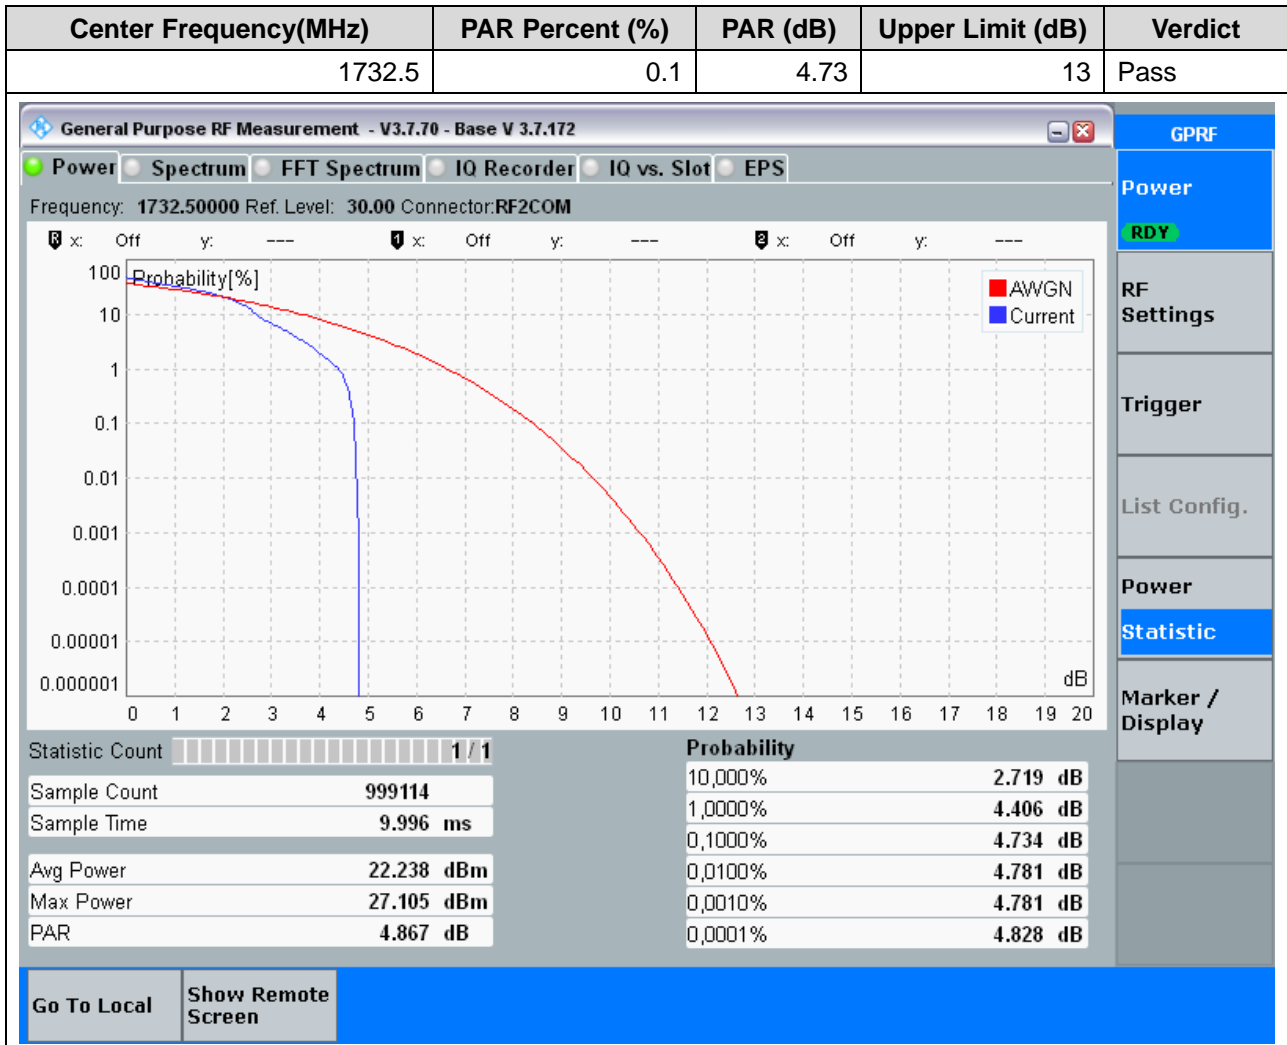 Center Frequency(MHz) PAR Percent (%) PAR (dB) Upper Limit (dB) Verdict
1732.5 0.1 4.73 13 Pass
General Purpose RF Measurement - V3.7.70 - Base V 3.7.172
GPRF
Power Spectrum FFT Spectrum IQ Recorder IQ vs. Slot EPS
Frequency: 1732.50000 Ref. Level: 30.00 Connector:RF2COM
R x: Off y: --- 1 x: Off y: --- 2 x: Off y: ---
Probability[%]
AWGN
Current
100
10
1
0.1
0.01
0.001
0.0001
0.00001
0.000001
dB
0 1 2 3 4 5 6 7 8 9 10 11 12 13 14 15 16 17 18 19 20
Statistic Count 1 / 1
Sample Count 999114
Sample Time 9.996 ms
Avg Power 22.238 dBm
Max Power 27.105 dBm
PAR 4.867 dB
Probability
10,000% 2.719 dB
1,0000% 4.406 dB
0,1000% 4.734 dB
0,0100% 4.781 dB
0,0010% 4.781 dB
0,0001% 4.828 dB
Power
RDY
RF
Settings
Trigger
List Config.
Power
Statistic
Marker /
Display
Go To Local
Show Remote
Screen